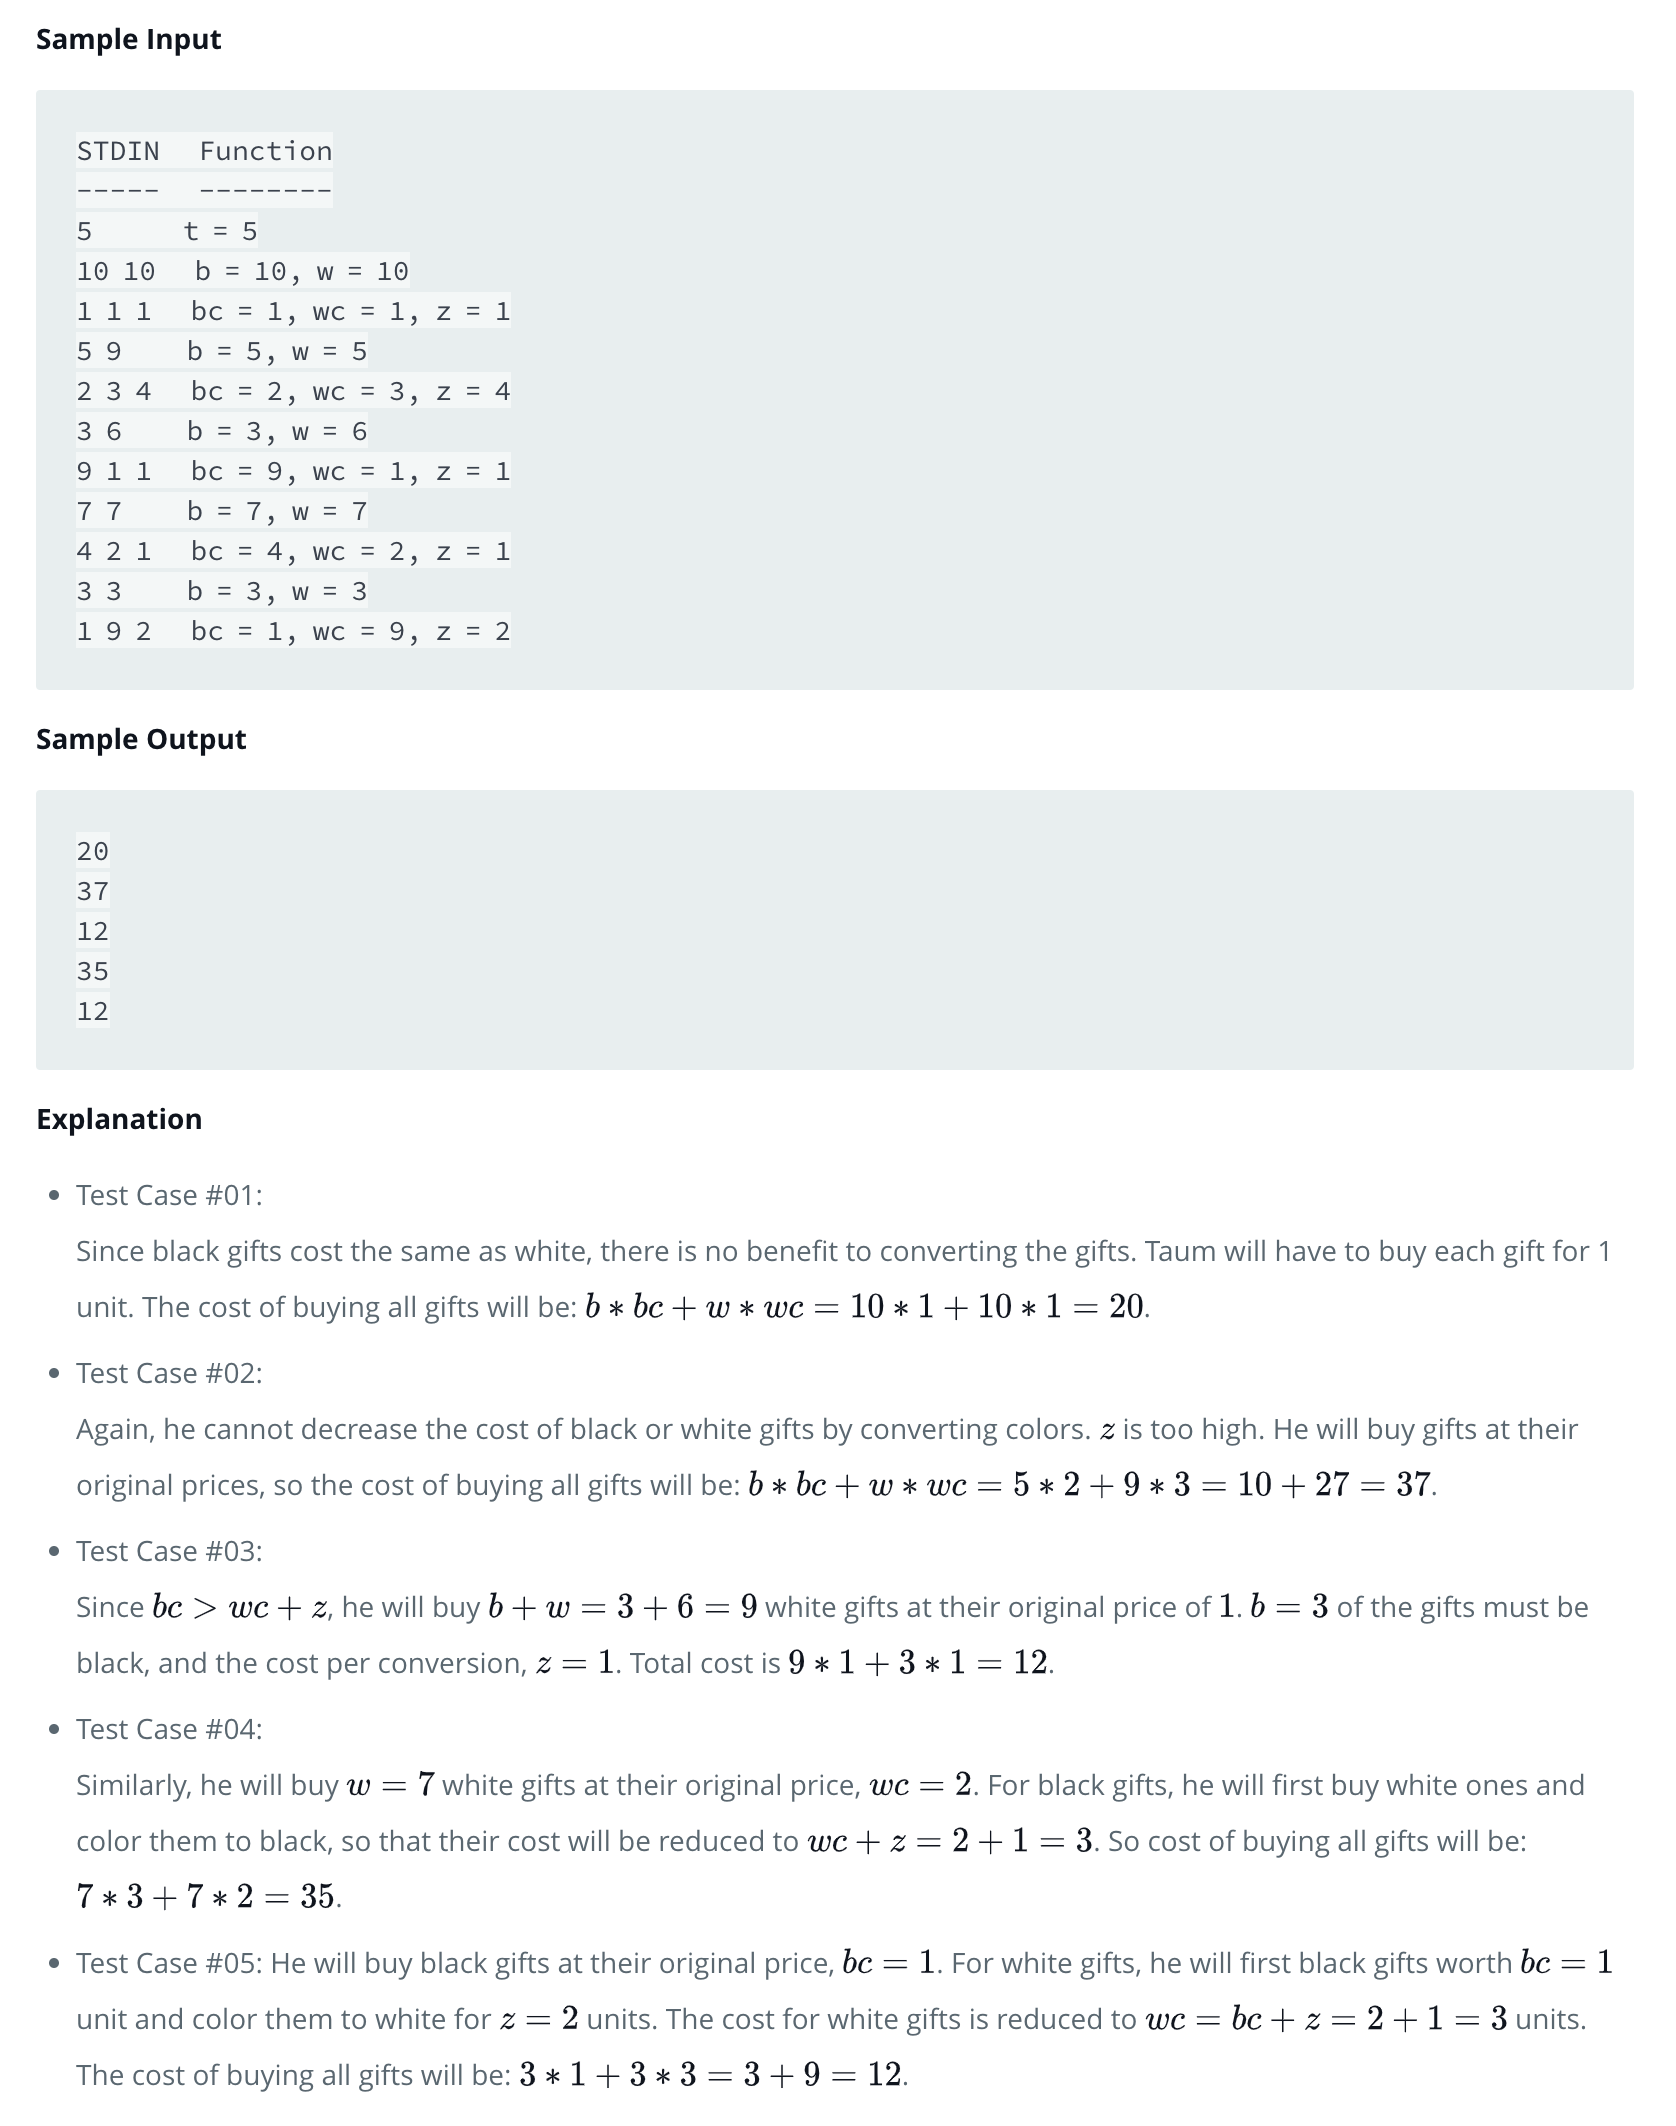 Sample Input
STDIN Function
----- --------
5 t = 5
10 10 b = 10, w = 10
1 1 1 bc = 1, wc = 1, z = 1
5 9 b = 5, w = 5
2 3 4 bc = 2, wc = 3, z = 4
3 6 b = 3, w = 6
9 1 1 bc = 9, wc = 1, z = 1
7 7 b = 7, w = 7
4 2 1 bc = 4, wc = 2, z = 1
3 3 b = 3, w = 3
1 9 2 bc = 1, wc = 9, z = 2
Sample Output
20
37
12
35
12
Explanation
• Test Case #01:
Since black gifts cost the same as white, there is no benefit to converting the gifts. Taum will have to buy each gift for 1
unit. The cost of buying all gifts will be: b * bc + w * wc = 10 * 1 + 10 * 1 = 20.
• Test Case #02:
Again, he cannot decrease the cost of black or white gifts by converting colors. z is too high. He will buy gifts at their
original prices, so the cost of buying all gifts will be: b * bc + w * wc = 5 * 2 + 9 * 3 = 10 + 27 = 37.
• Test Case #03:
Since bc > wc + z, he will buy b + w = 3 + 6 = 9 white gifts at their original price of 1. b = 3 of the gifts must be
black, and the cost per conversion, z = 1. Total cost is 9 * 1 + 3 * 1 = 12.
• Test Case #04:
Similarly, he will buy w = 7 white gifts at their original price, wc = 2. For black gifts, he will first buy white ones and
color them to black, so that their cost will be reduced to wc + z = 2 + 1 = 3. So cost of buying all gifts will be:
7 * 3 + 7 * 2 = 35.
• Test Case #05: He will buy black gifts at their original price, bc = 1. For white gifts, he will first black gifts worth bc = 1
unit and color them to white for z = 2 units. The cost for white gifts is reduced to wc = bc + z = 2 + 1 = 3 units.
The cost of buying all gifts will be: 3 * 1 + 3 * 3 = 3 + 9 = 12.